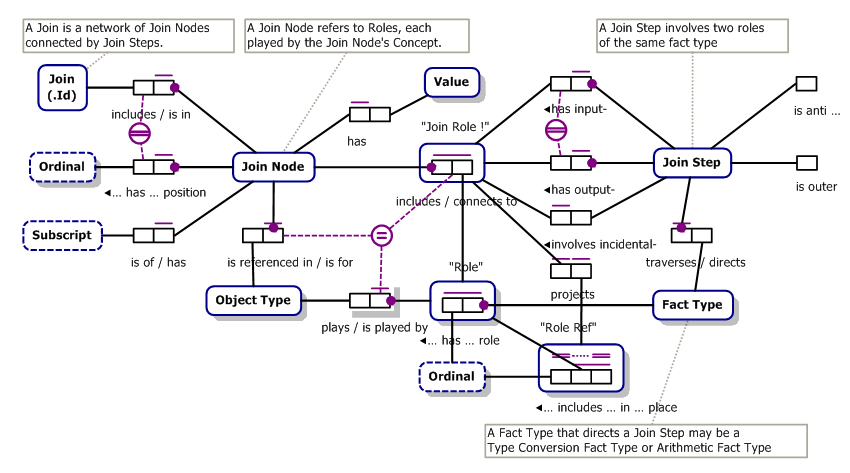 A Join is a network of Join Nodes
connected by Join Steps.
A Join Node refers to Roles, each
played by the Join Node's Concept.
A Join Step involves two roles
of the same fact type
Join
(.Id)
Value
includes / is in
has
"Join Role !"
◄has input-
is anti ...
Ordinal
Join Node
Join Step
◄... has ... position
includes / connects to
◄has output-
is outer
Subscript
is of / has
is referenced in / is for
◄involves incidental-
traverses / directs
"Role"
projects
Object Type
Fact Type
plays / is played by
◄... has ... role
"Role Ref"
Ordinal
◄... includes ... in ... place
A Fact Type that directs a Join Step may be a
Type Conversion Fact Type or Arithmetic Fact Type